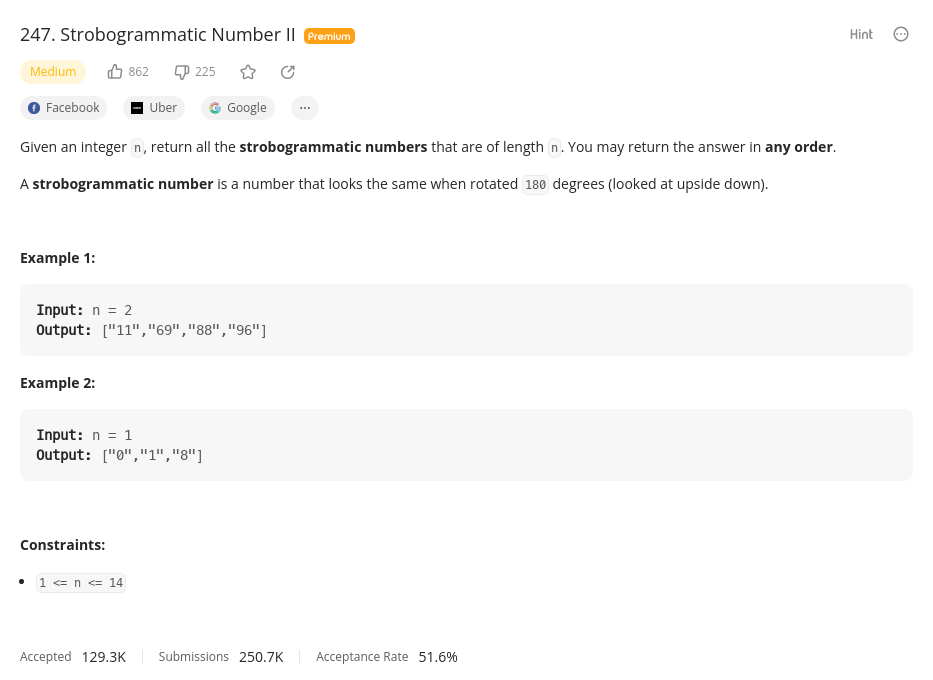 247. Strobogrammatic Number II Premium Hint
Medium 862 225
Facebook Uber Google ...
Given an integer n, return all the strobogrammatic numbers that are of length n. You may return the answer in any order.
A strobogrammatic number is a number that looks the same when rotated 180 degrees (looked at upside down).
Example 1:
Input: n = 2
Output: ["11","69","88","96"]
Example 2:
Input: n = 1
Output: ["0","1","8"]
Constraints:
• 1 <= n <= 14
Accepted 129.3K Submissions 250.7K Acceptance Rate 51.6%